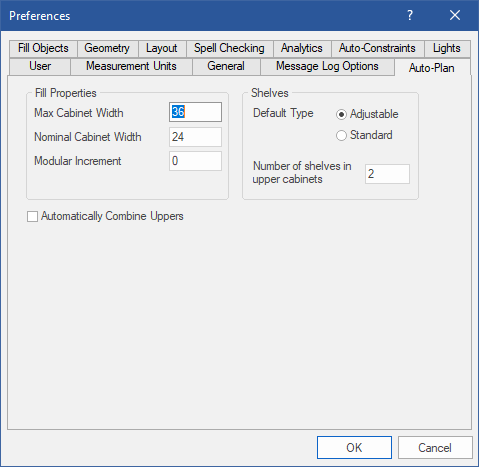 Preferences
?
Fill Objects Geometry Layout Spell Checking Analytics Auto-Constraints Lights
User Measurement Units General Message Log Options Auto-Plan
Fill Properties
Max Cabinet Width 36
Nominal Cabinet Width 24
Modular Increment 0
Shelves
Default Type Adjustable
Standard
Number of shelves in
upper cabinets 2
Automatically Combine Uppers
OK Cancel